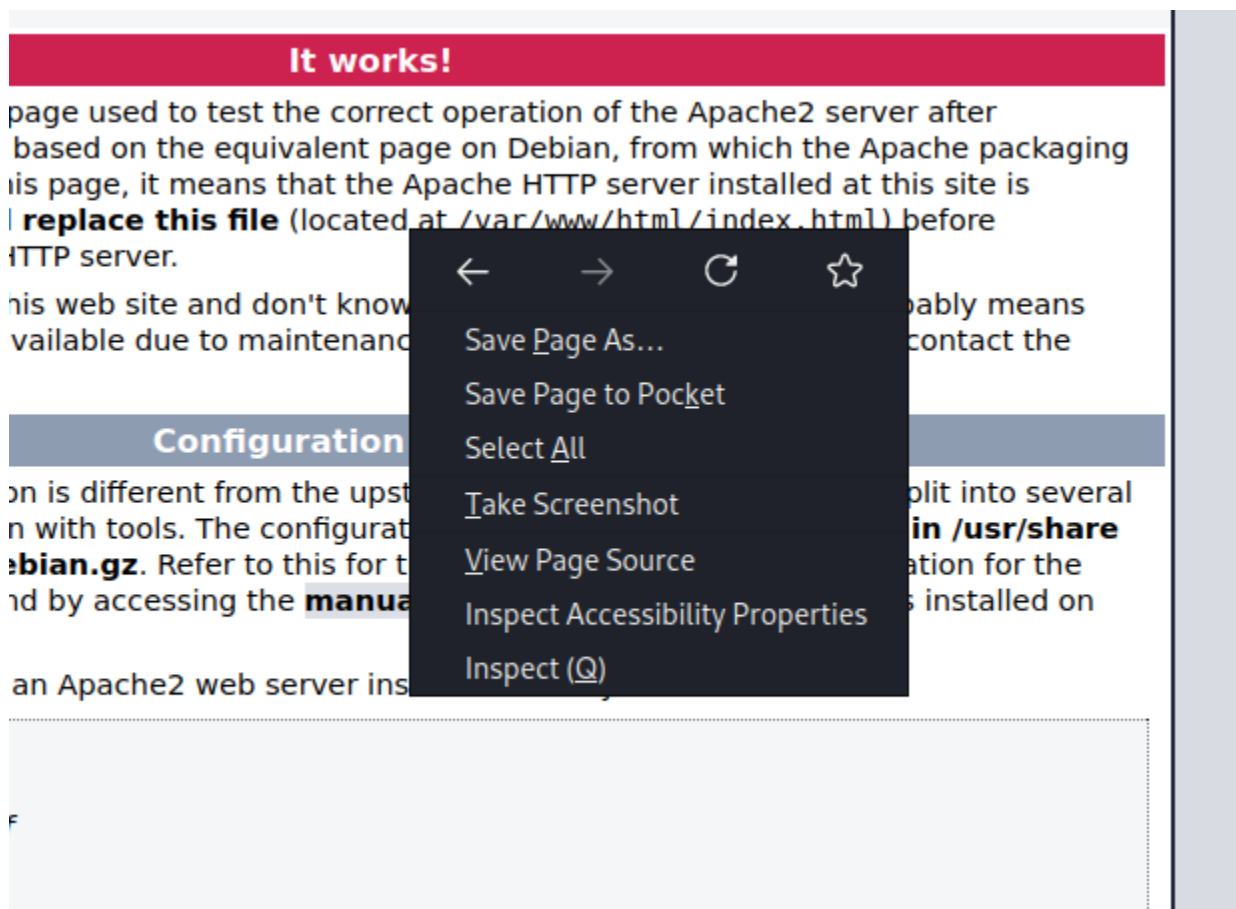 It works!
page used to test the correct operation of the Apache2 server after
based on the equivalent page on Debian, from which the Apache packaging
his page, it means that the Apache HTTP server installed at this site is
replace this file (located at /var/www/html/index.html) before
HTTP server.
his web site and don't know
bably means
vailable due to maintenanc
contact the
Save Page As...
Save Page to Pocket
Select All
Take Screenshot
View Page Source
Inspect Accessibility Properties
Inspect (Q)
Configuration
on is different from the upst
plit into several
n with tools. The configurat
in /usr/share
ebian.gz. Refer to this for t
ation for the
nd by accessing the manua
s installed on
an Apache2 web server ins
f